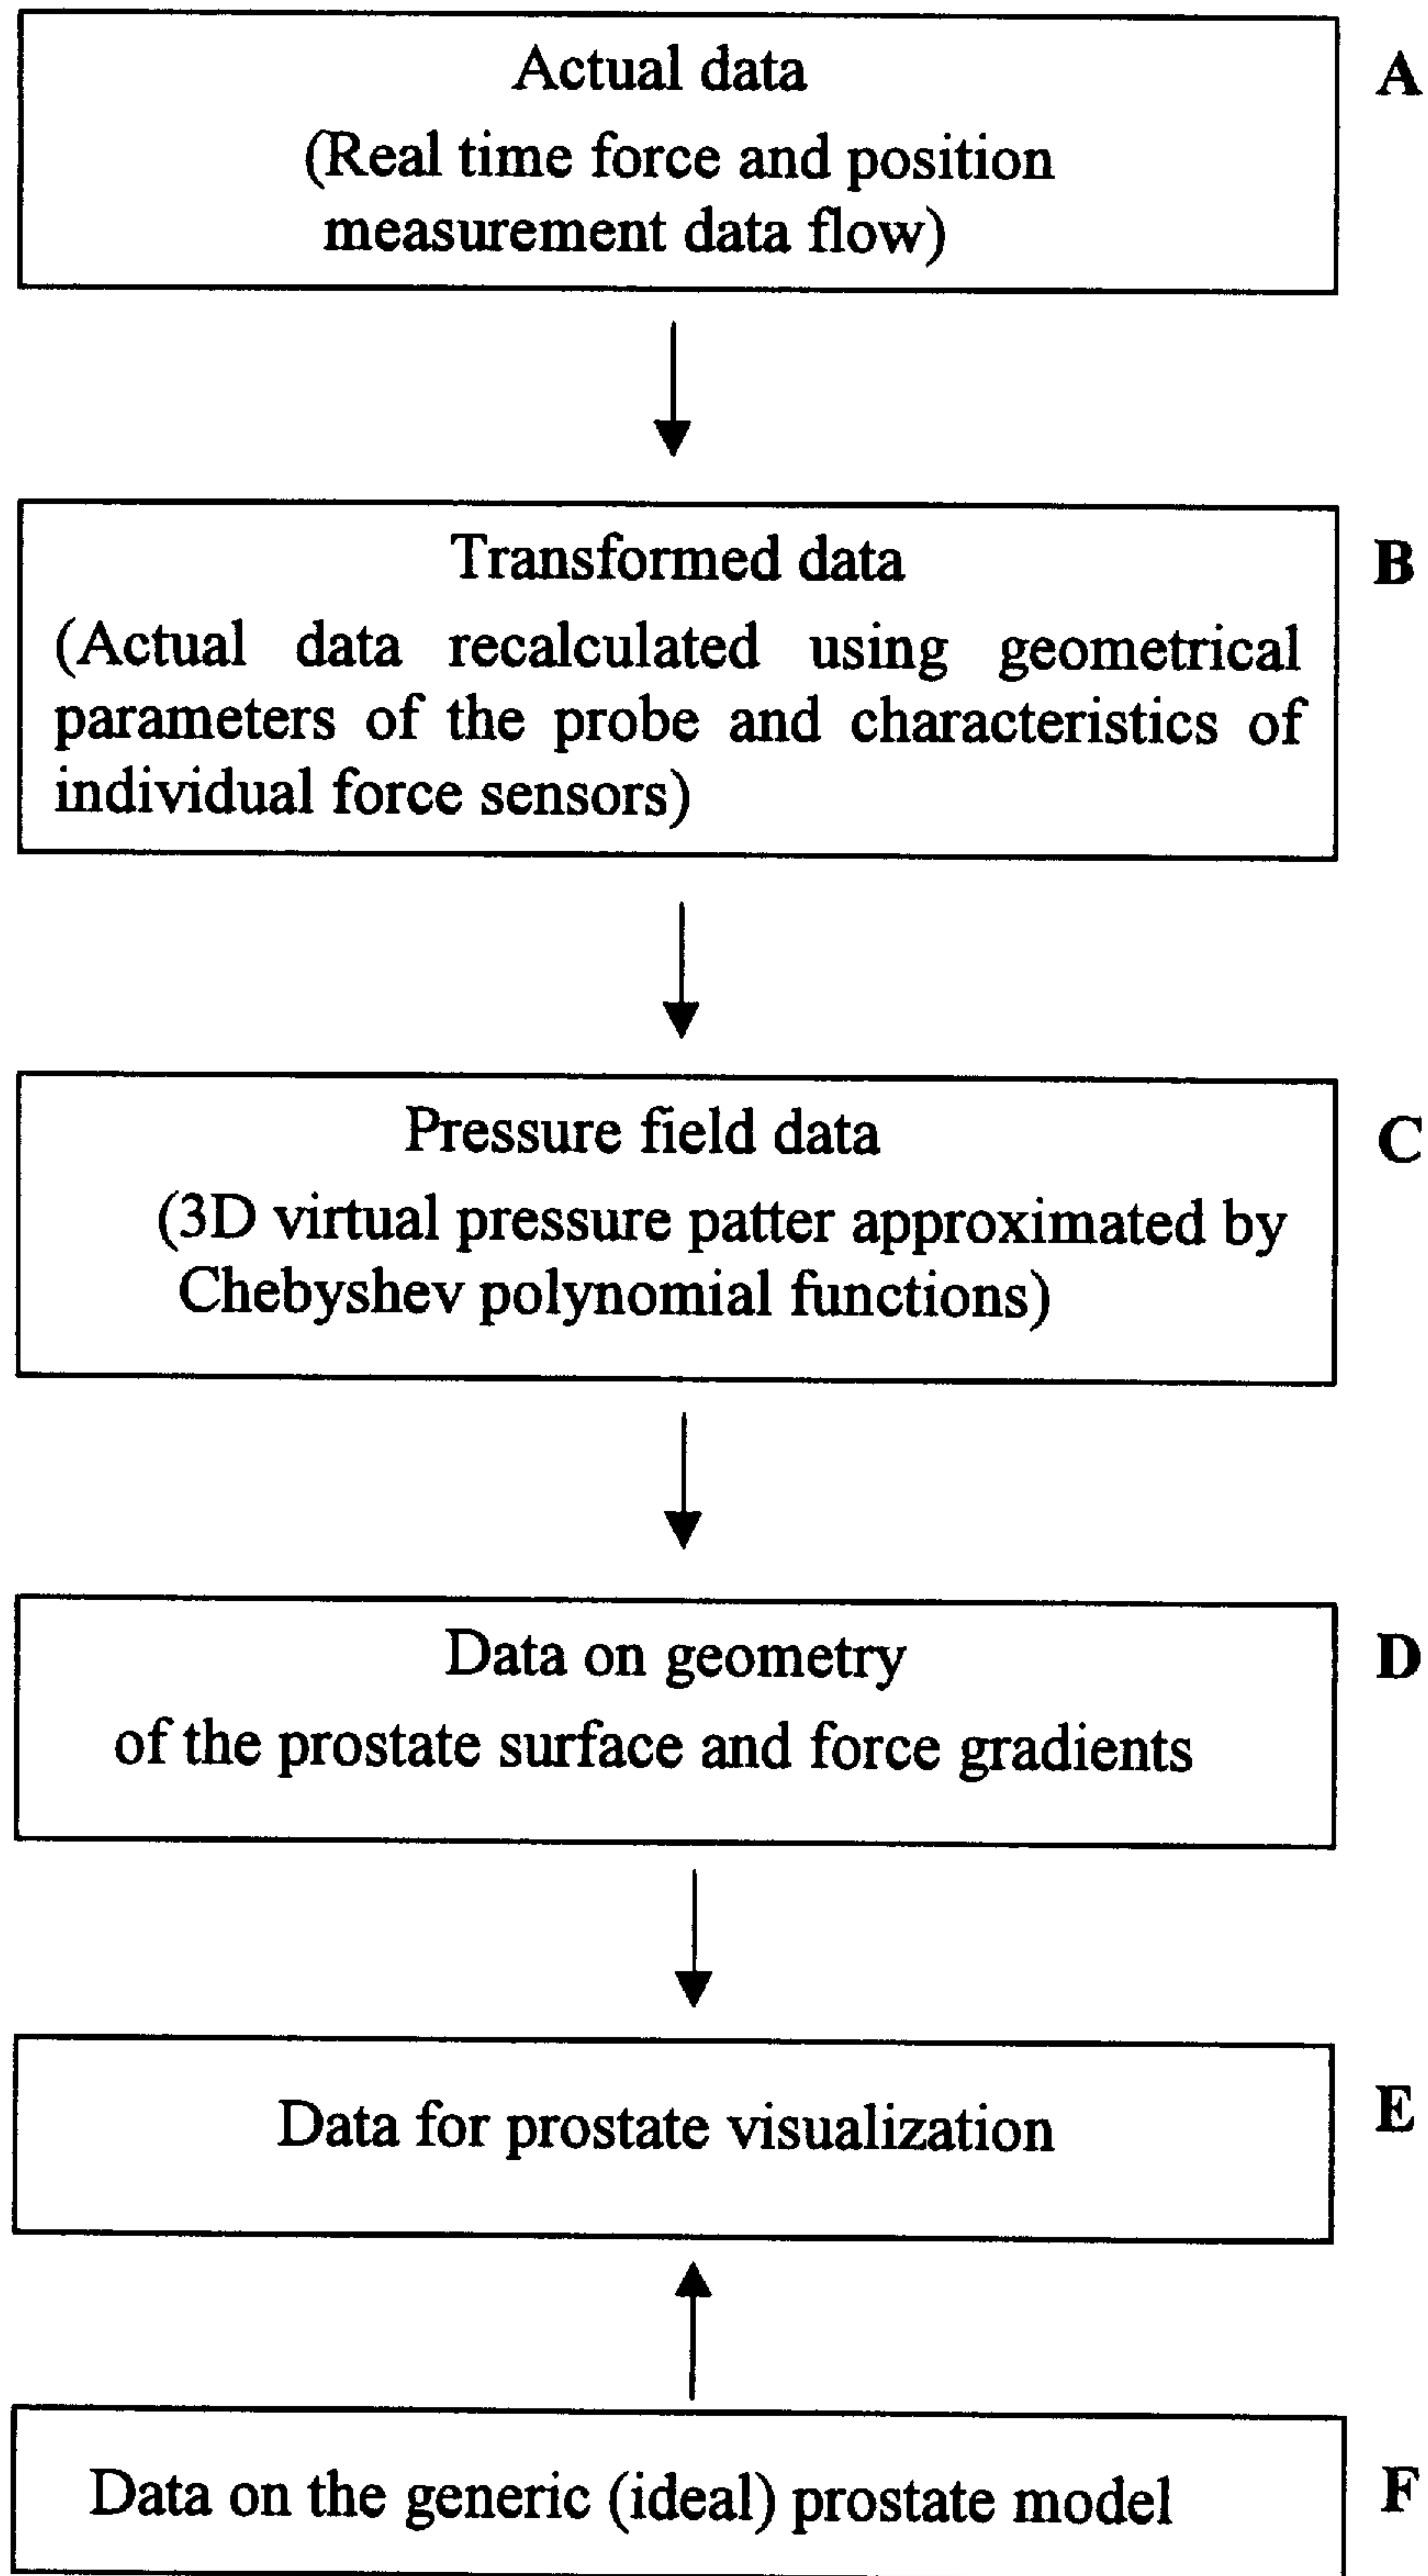 Actual data
A
(Real time force and position
measurement data flow)
Transformed data
B
(Actual data recalculated using geometrical
parameters of the probe and characteristics of
individual force sensors)
Pressure field data
C
(3D virtual pressure patter approximated by
Chebyshev polynomial functions)
Data on geometry
D
of the prostate surface and force gradients
Data for prostate visualization
E
Data on the generic (ideal) prostate model
F